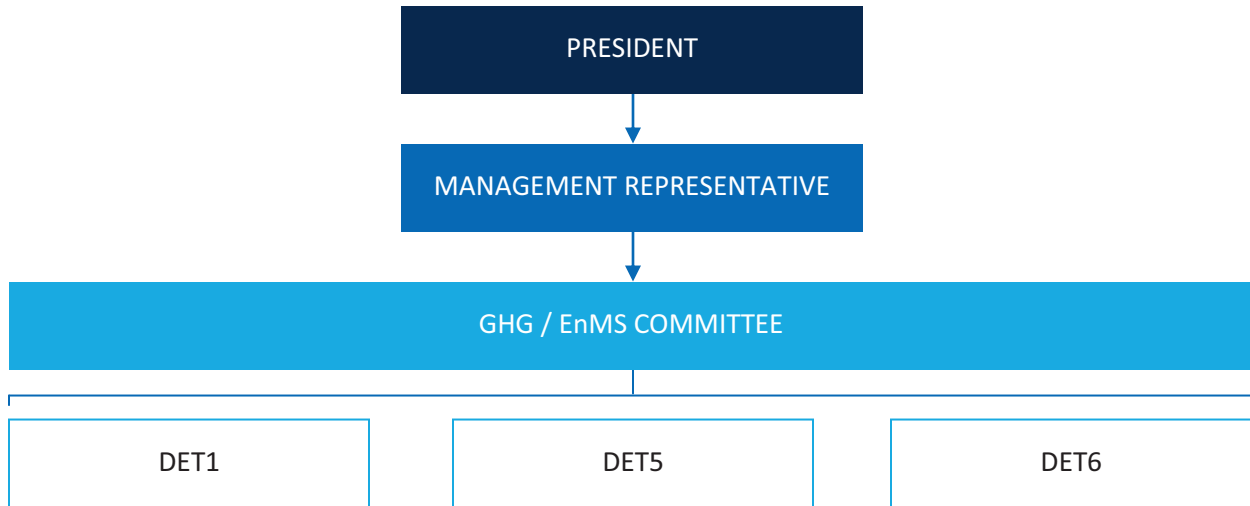 PRESIDENT
MANAGEMENT REPRESENTATIVE
GHG / EnMS COMMITTEE
DET1
DET5
DET6